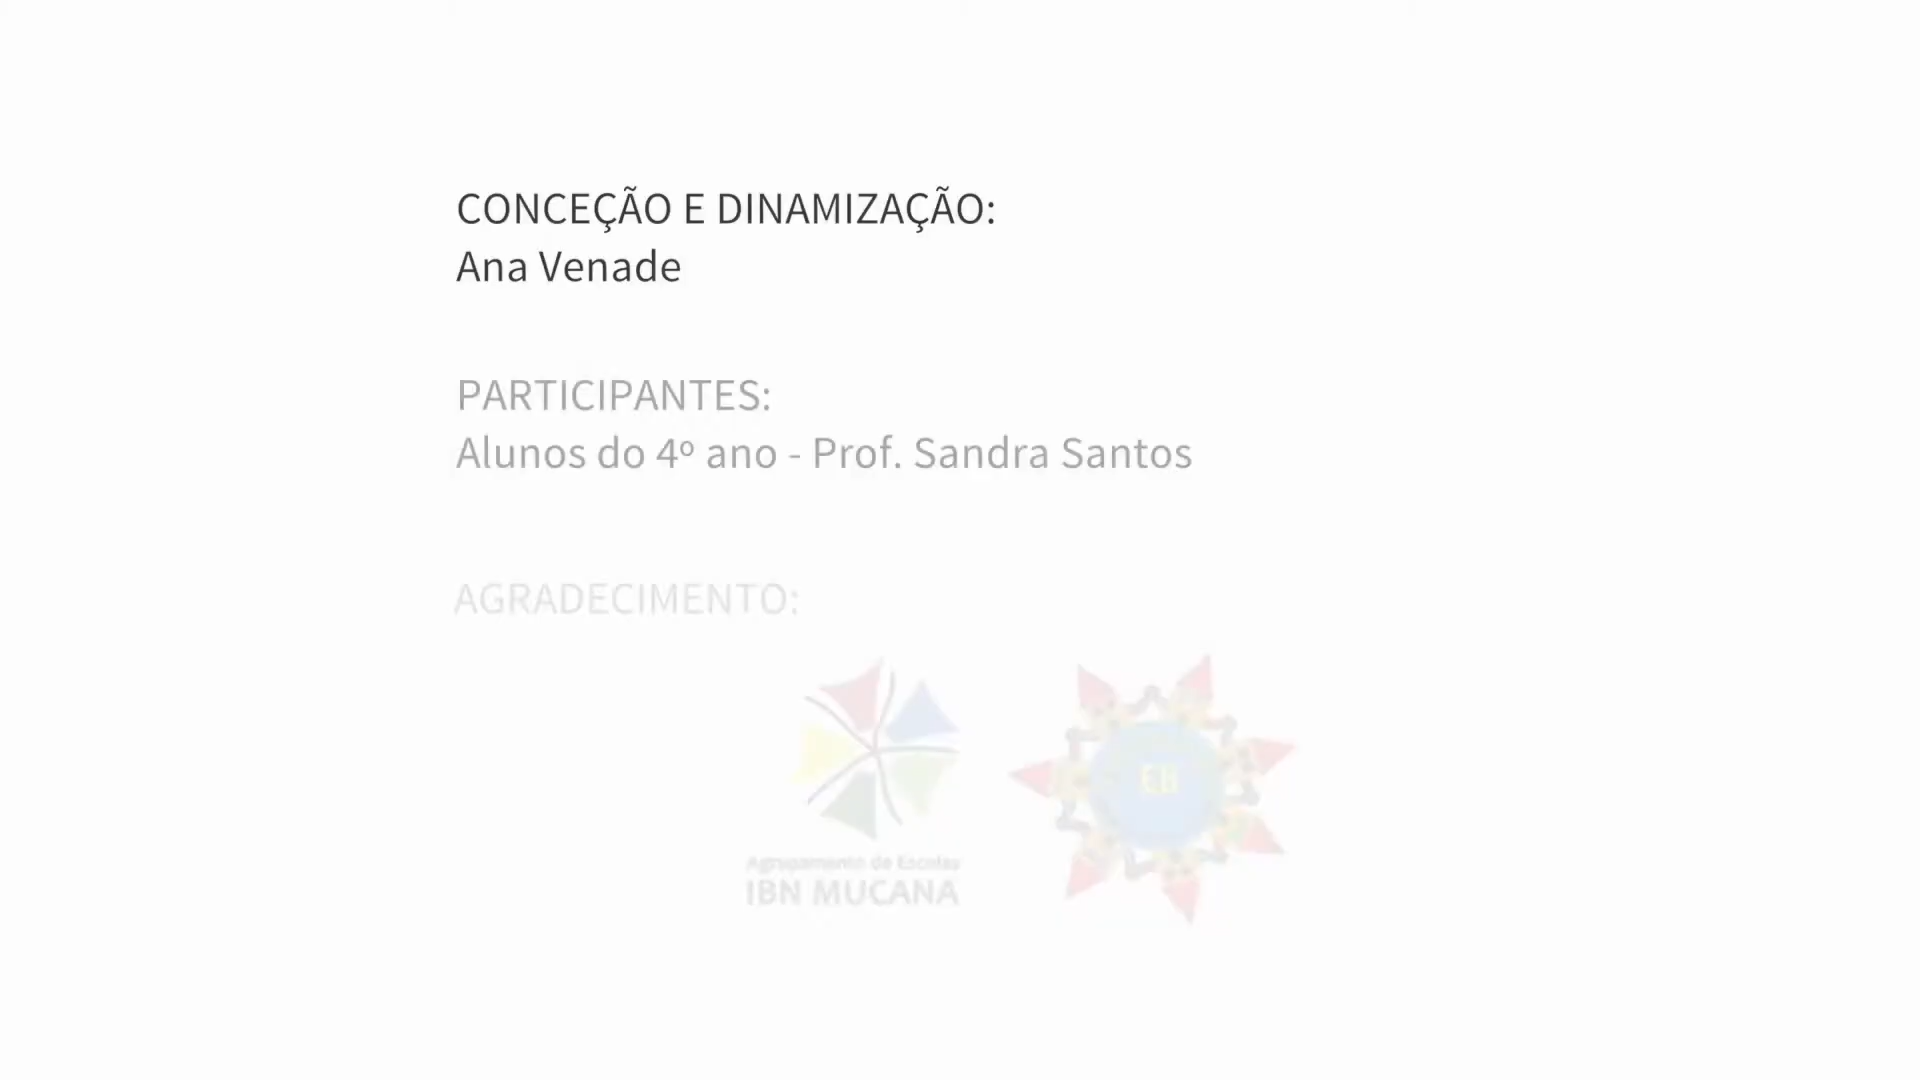 CONCEÇÃO E DINAMIZAÇÃO:
Ana Venade
PARTICIPANTES:
Alunos do 4º ano - Prof. Sandra Santos
AGRADECIMENTO:
Agrupamento de Escolas
IBN MUCANA